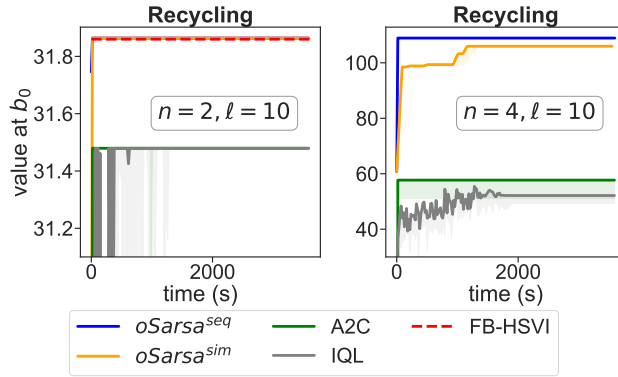 Recycling Recycling
31.8
31.6
31.4
31.2
value at b₀
n = 2, ℓ = 10
0 2000
time (s)
100
80
60
40
n = 4, ℓ = 10
0 2000
time (s)
oSarsa^seq A2C FB-HSVI
oSarsa^sim IQL